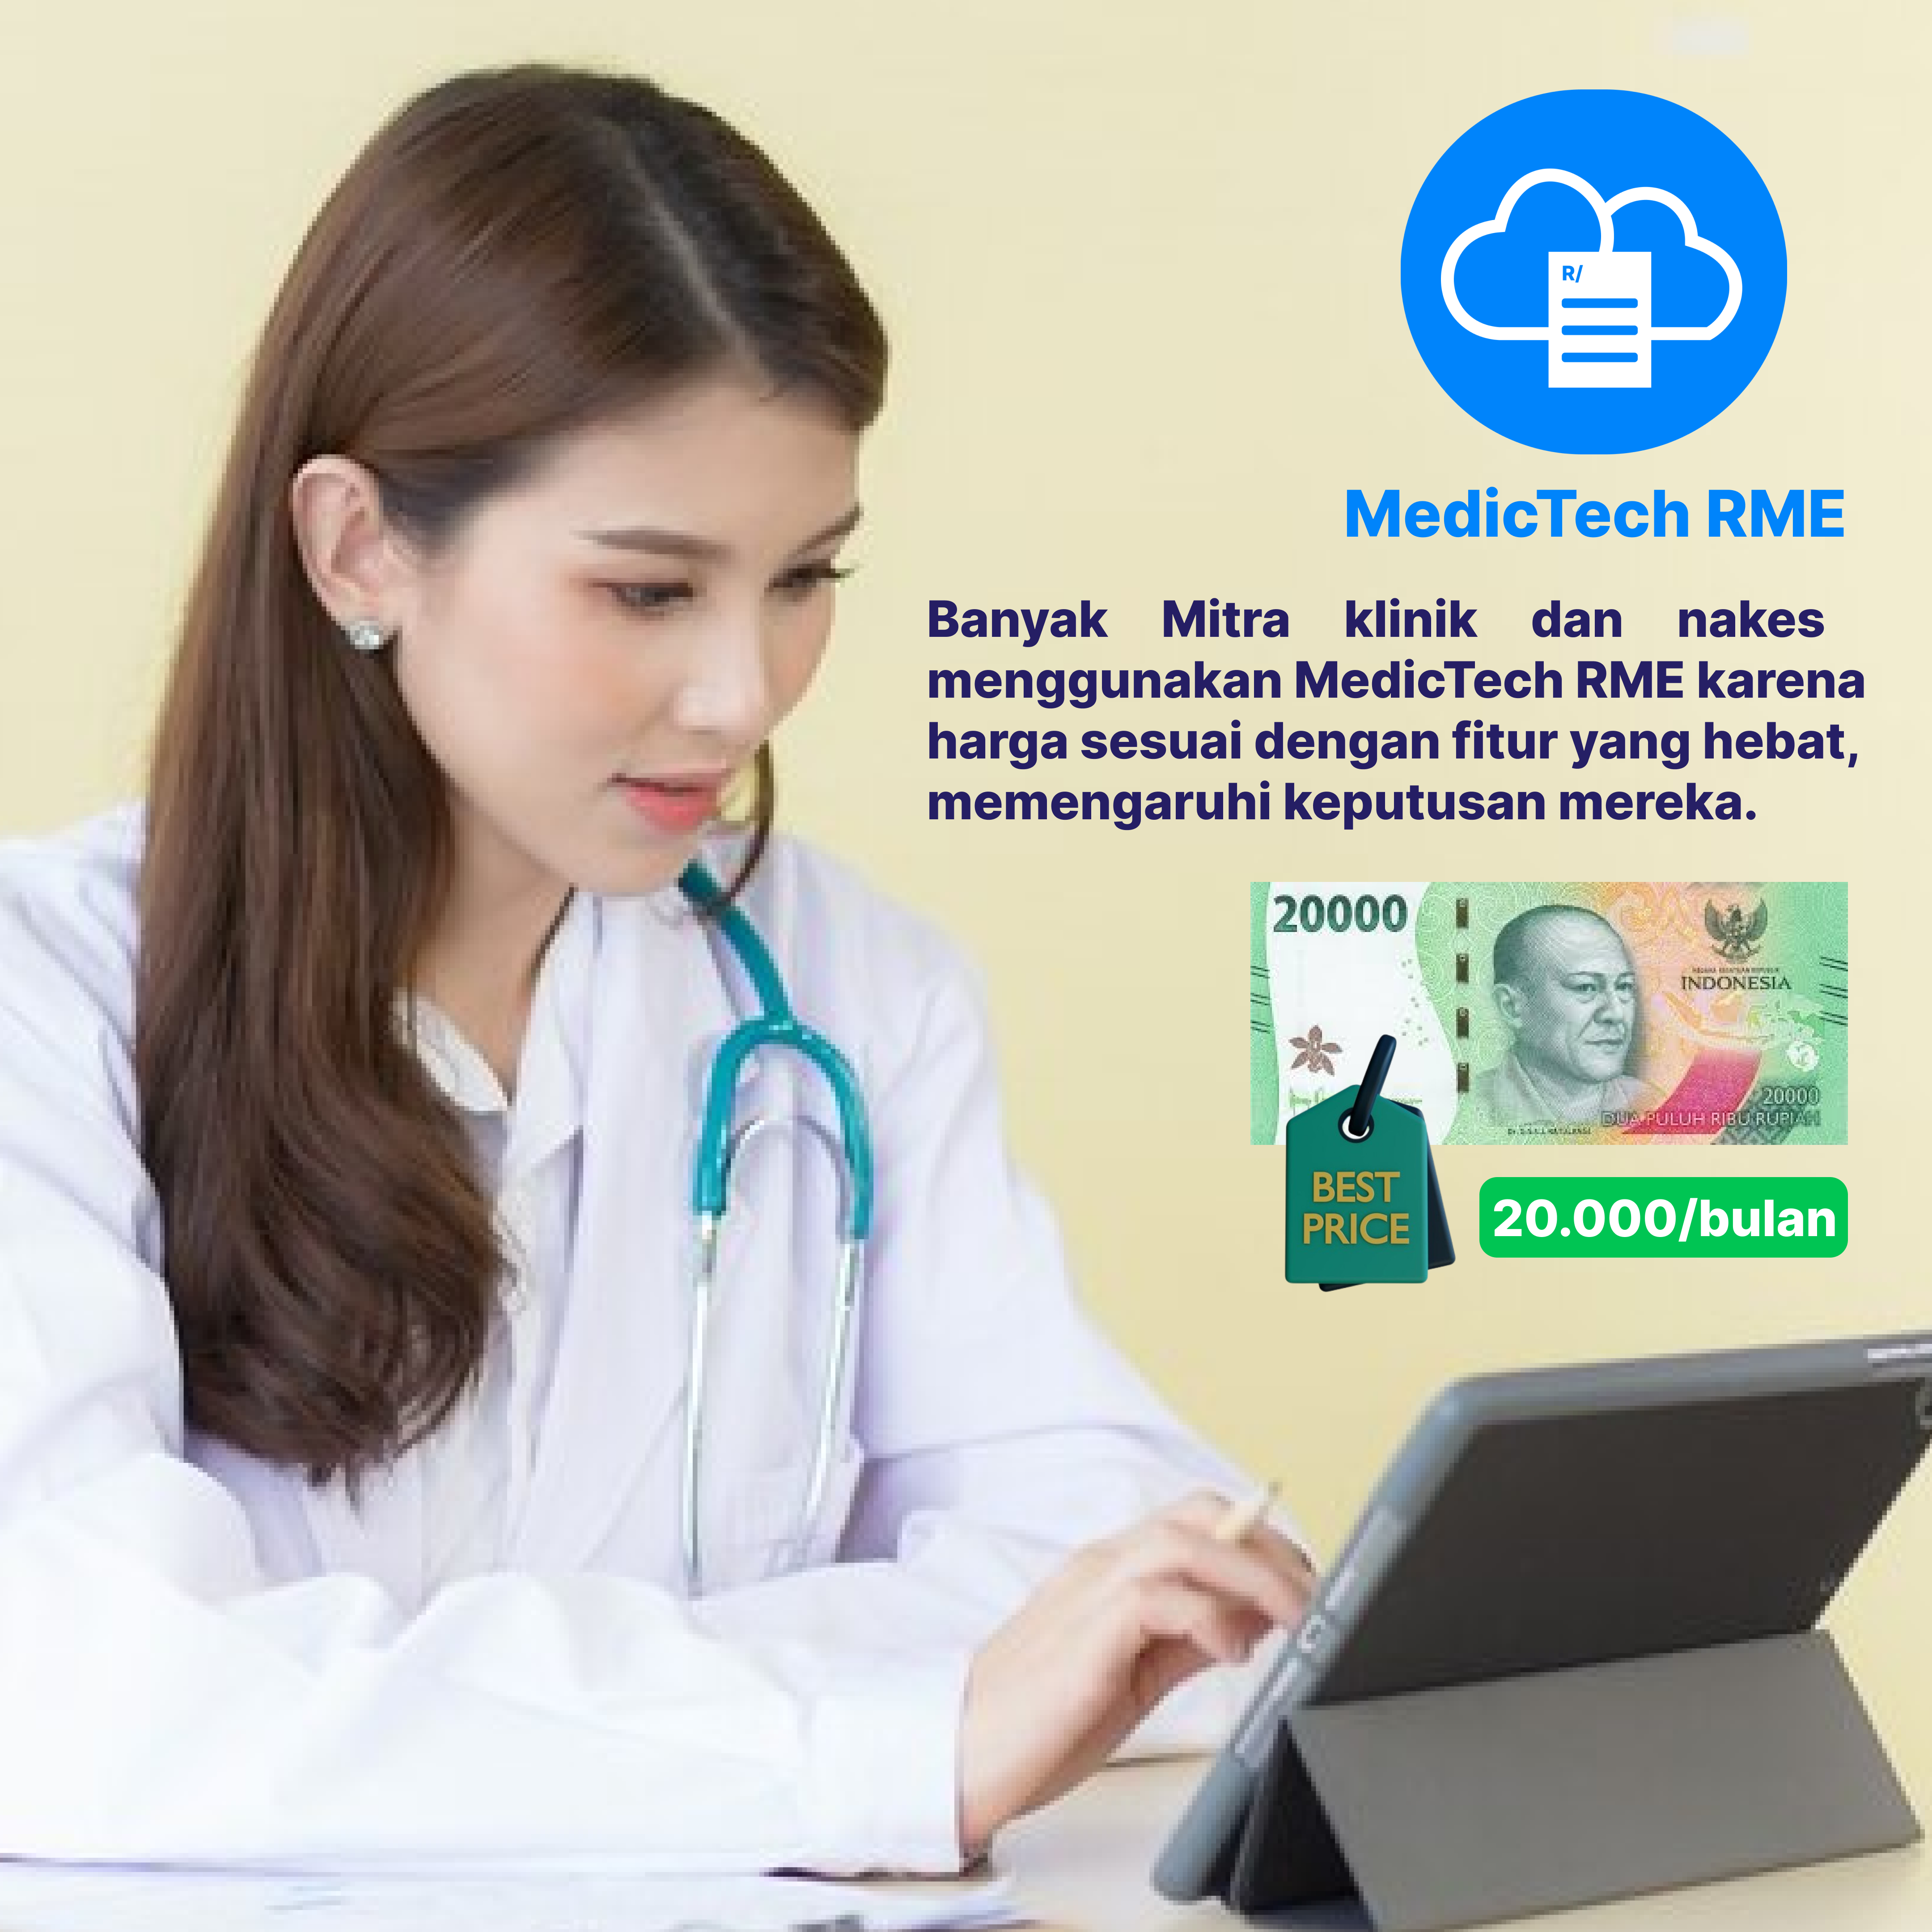 R/
MedicTech RME
Banyak Mitra klinik dan nakes
menggunakan MedicTech RME karena
harga sesuai dengan fitur yang hebat,
memengaruhi keputusan mereka.
20000
INDONESIA
20000
DUA PULUH RIBU RUPIAH
BEST
PRICE
20.000/bulan